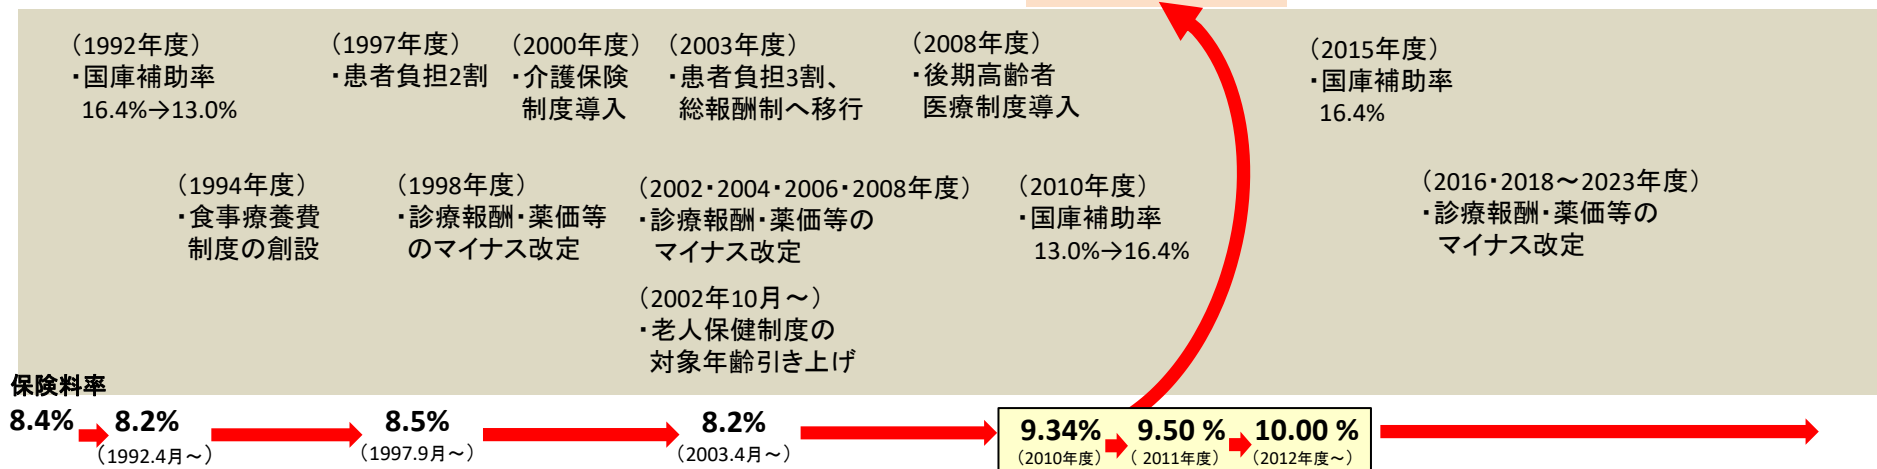 （1992年度）
・国庫補助率
16.4%→13.0%
（1997年度）
・患者負担2割
（2000年度）
・介護保険
制度導入
（2003年度）
・患者負担3割、
総報酬制へ移行
（2008年度）
・後期高齢者
医療制度導入
（2015年度）
・国庫補助率
16.4%
（1994年度）
・食事療養費
制度の創設
（1998年度）
・診療報酬・薬価等
のマイナス改定
（2002・2004・2006・2008年度）
・診療報酬・薬価等の
マイナス改定
（2002年10月～）
・老人保健制度の
対象年齢引き上げ
（2010年度）
・国庫補助率
13.0%→16.4%
（2016・2018～2023年度）
・診療報酬・薬価等の
マイナス改定
保険料率
8.4%
8.2%
（1992.4月～）
8.5%
（1997.9月～）
8.2%
（2003.4月～）
9.34%
（2010年度）
9.50 %
（ 2011年度）
10.00 %
（2012年度～）